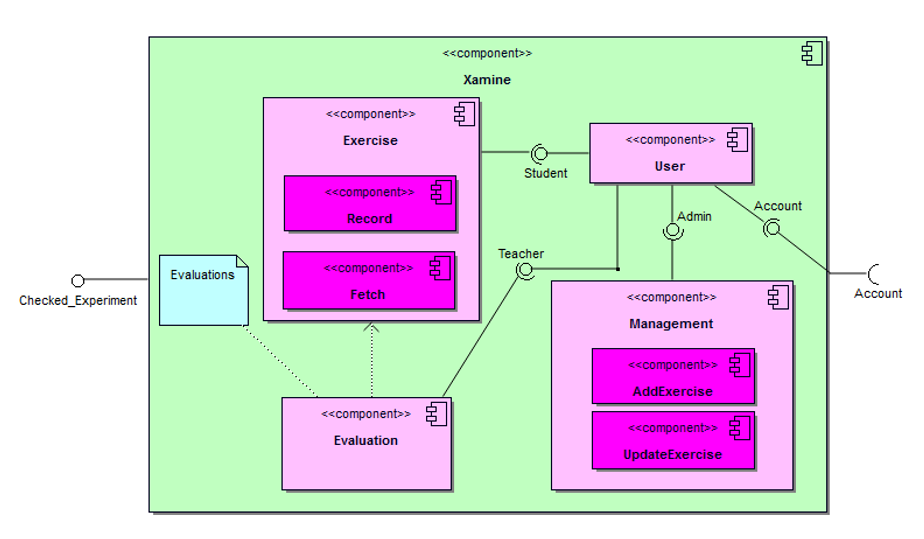 <<component>>
Xamine
<<component>>
Exercise
<<component>>
Record
<<component>>
Fetch
<<component>>
User
Student
Admin
Account
Teacher
Evaluations
Checked_Experiment
Account
<<component>>
Management
<<component>>
AddExercise
<<component>>
UpdateExercise
<<component>>
Evaluation